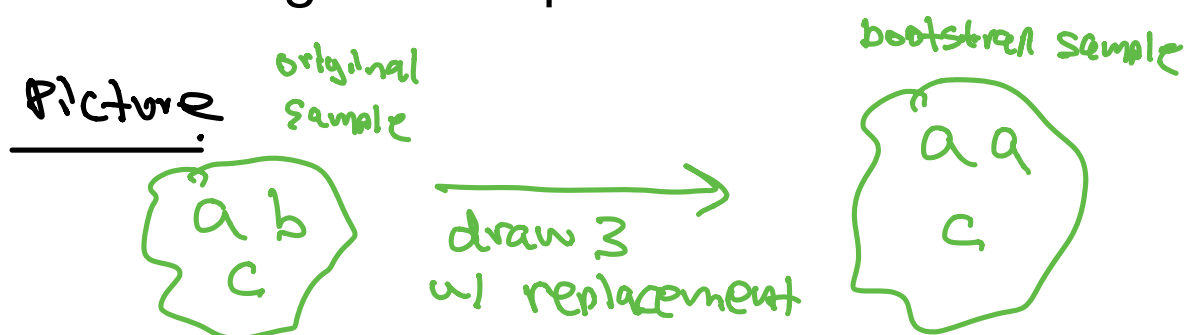 Picture
original
sample
bootstrap sample
a b
c
draw 3
w/ replacement
a a
c